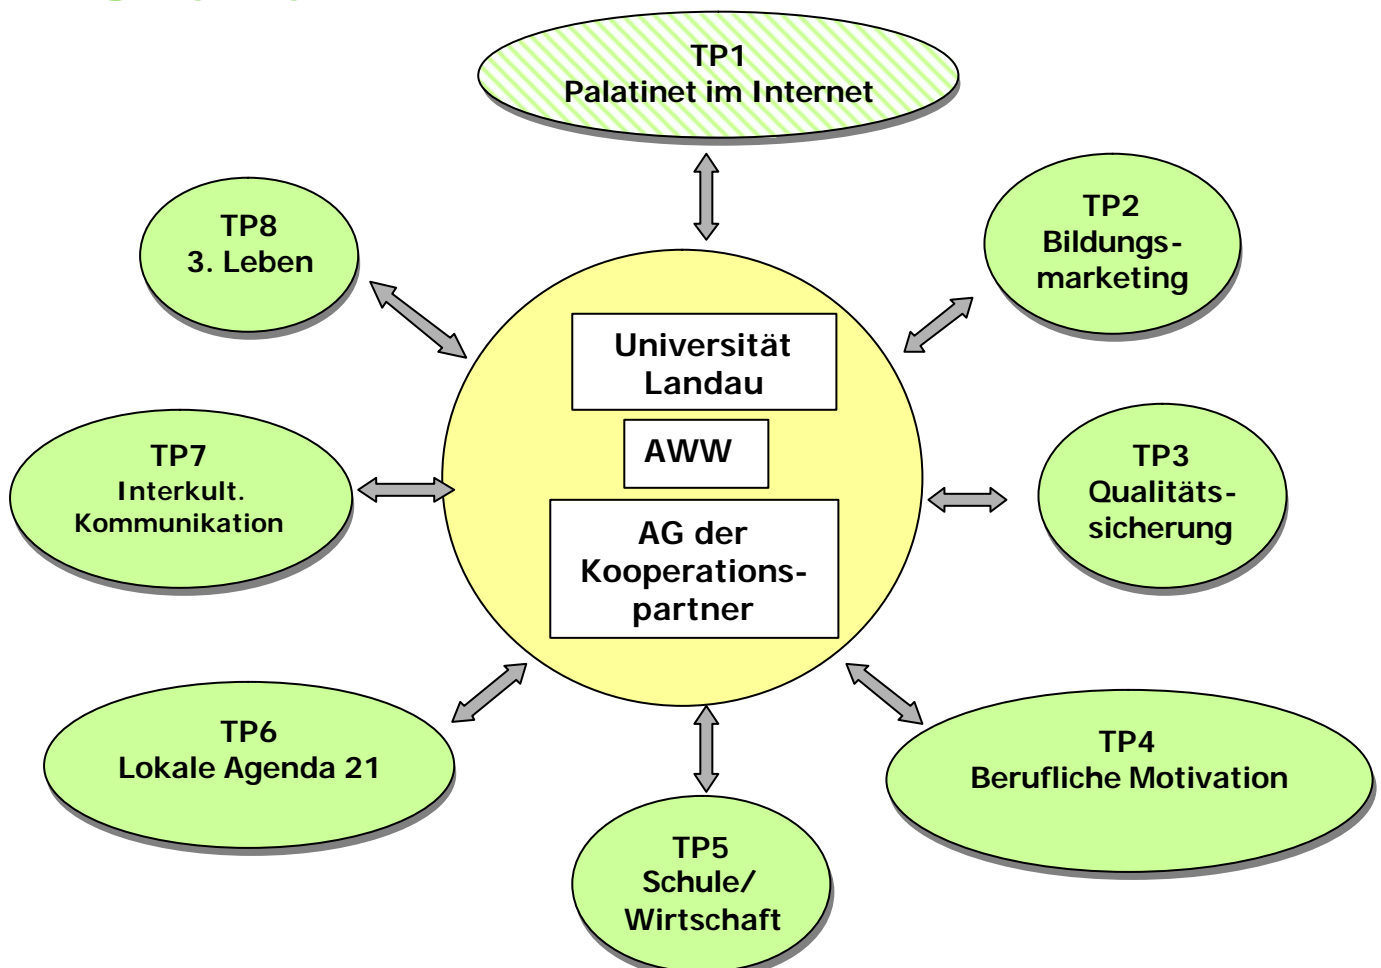 TP1
Palatinet im Internet
TP2
Bildungs-
marketing
TP8
3. Leben
Universität
Landau
AWW
AG der
Kooperations-
partner
TP3
Qualitäts-
sicherung
TP7
Interkult.
Kommunikation
TP4
Berufliche Motivation
TP6
Lokale Agenda 21
TP5
Schule/
Wirtschaft